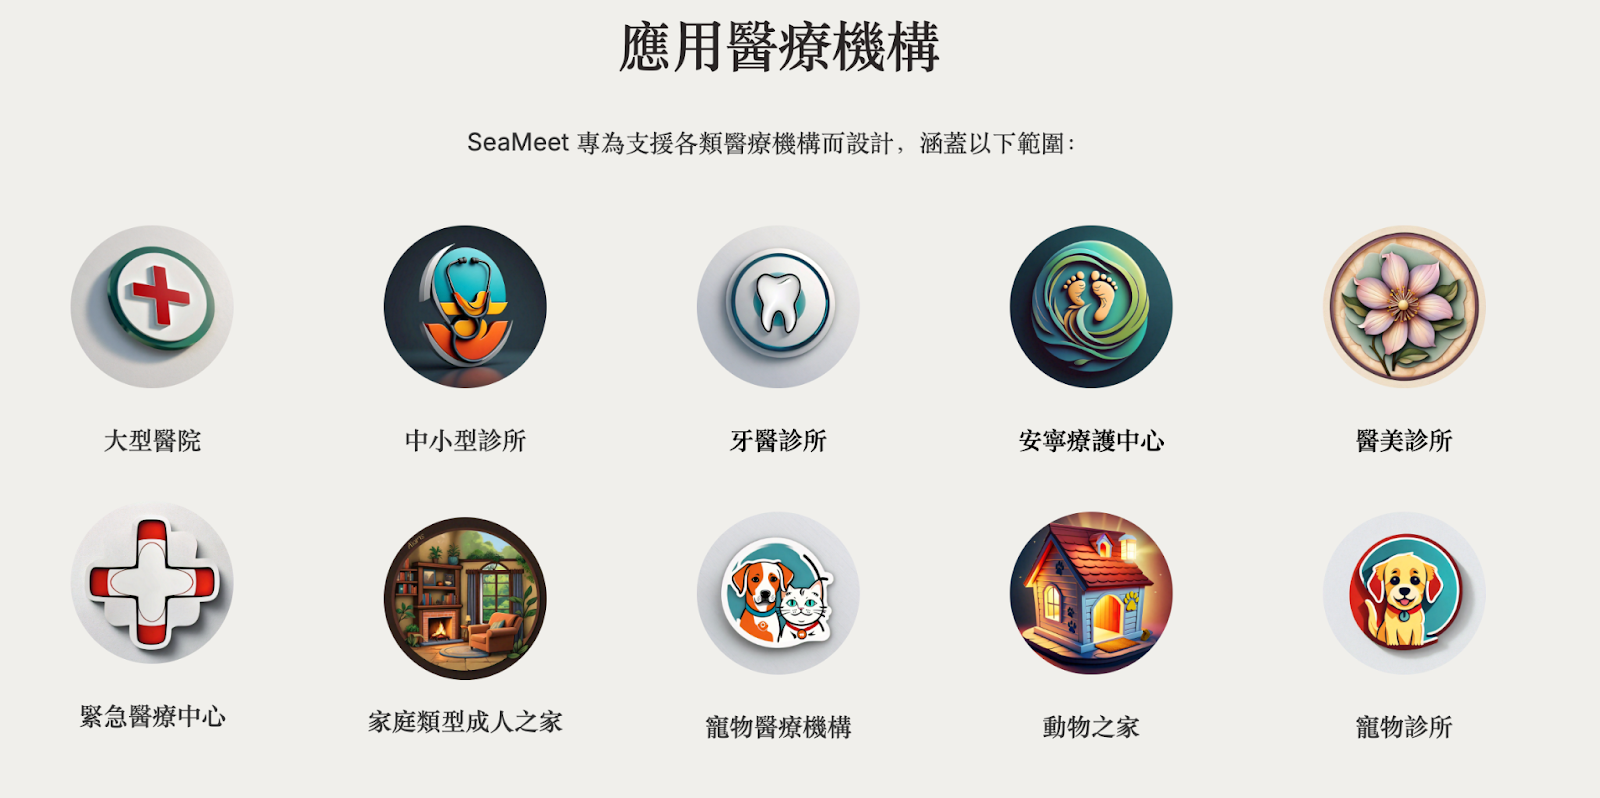 應用醫療機構
SeaMeet 專為支援各類醫療機構而設計，涵蓋以下範圍：
大型醫院
中小型診所
牙醫診所
安寧療護中心
醫美診所
緊急醫療中心
家庭類型成人之家
寵物醫療機構
動物之家
寵物診所